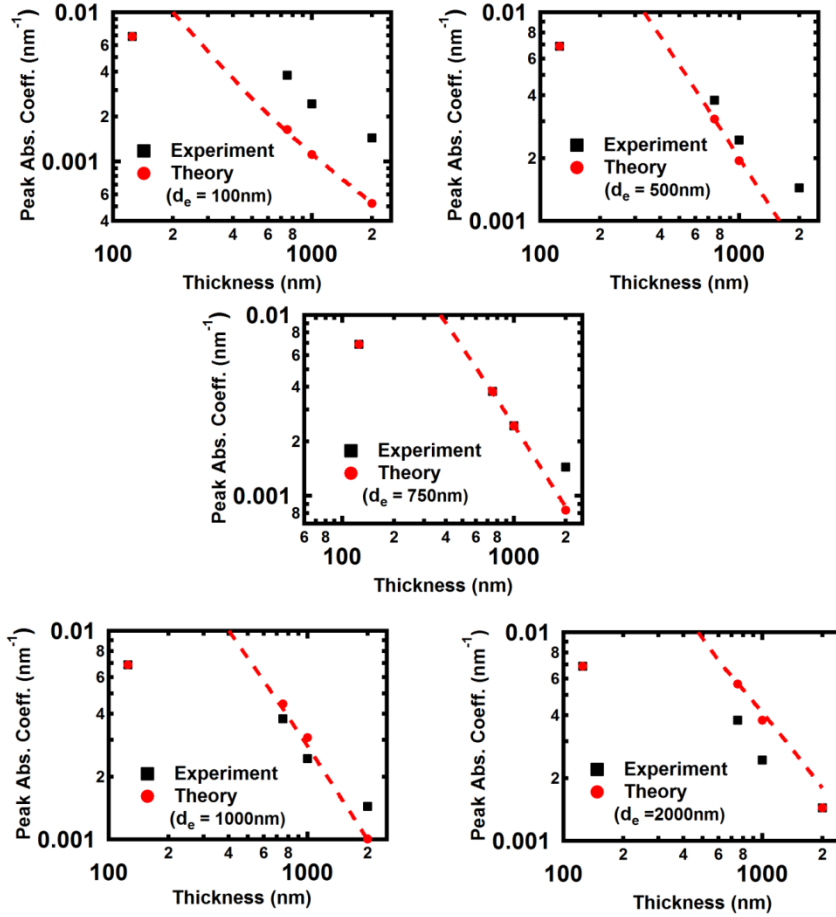 Peak Abs. Coeff. (nm⁻¹)
0.01
8
6
4
2
0.001
8
6
4
Experiment
Theory
(dₑ = 100nm)
2 4 6 8 2
100 1000
Thickness (nm)
Peak Abs. Coeff. (nm⁻¹)
0.01
8
6
4
2
0.001
Experiment
Theory
(dₑ = 500nm)
2 4 6 8 2
100 1000
Thickness (nm)
Peak Abs. Coeff. (nm⁻¹)
0.01
8
6
4
2
0.001
8
Experiment
Theory
(dₑ = 750nm)
6 8 2 4 6 8 2
100 1000
Thickness (nm)
Peak Abs. Coeff. (nm⁻¹)
0.01
8
6
4
2
0.001
Experiment
Theory
(dₑ = 1000nm)
2 4 6 8 2
100 1000
Thickness (nm)
Peak Abs. Coeff. (nm⁻¹)
0.01
8
6
4
2
0.001
Experiment
Theory
(dₑ =2000nm)
2 4 6 8 2
100 1000
Thickness (nm)